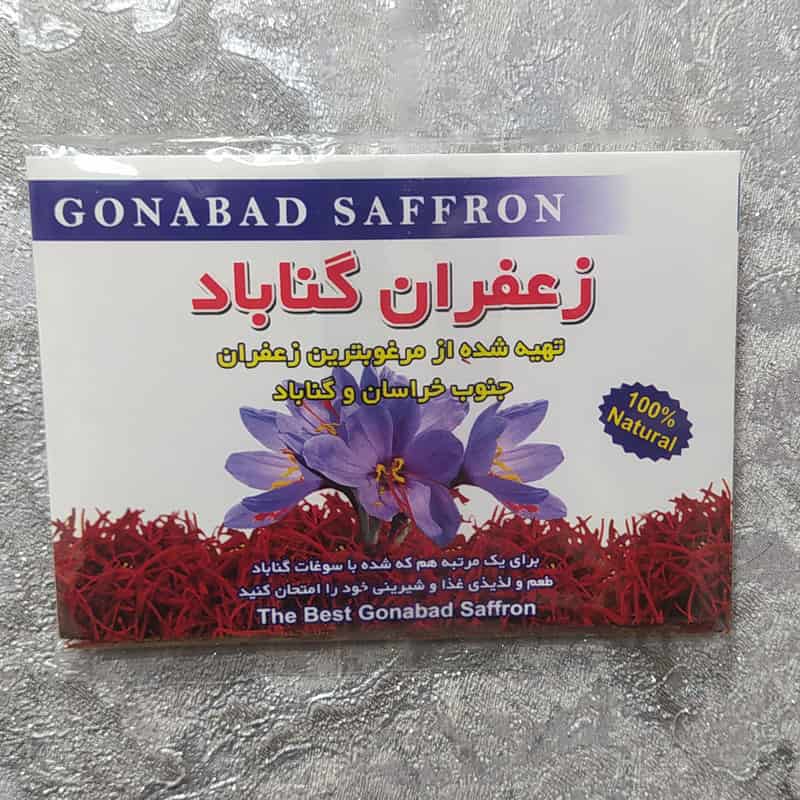 GONABAD SAFFRON
زعفران گناباد
تهیه شده از مرغوبترین زعفران
جنوب خراسان و گناباد
100%
Natural
برای یک مرتبه هم که شده با سوغات گناباد
طعم و لذیذی غذا و شیرینی خود را امتحان کنید
The Best Gonabad Saffron